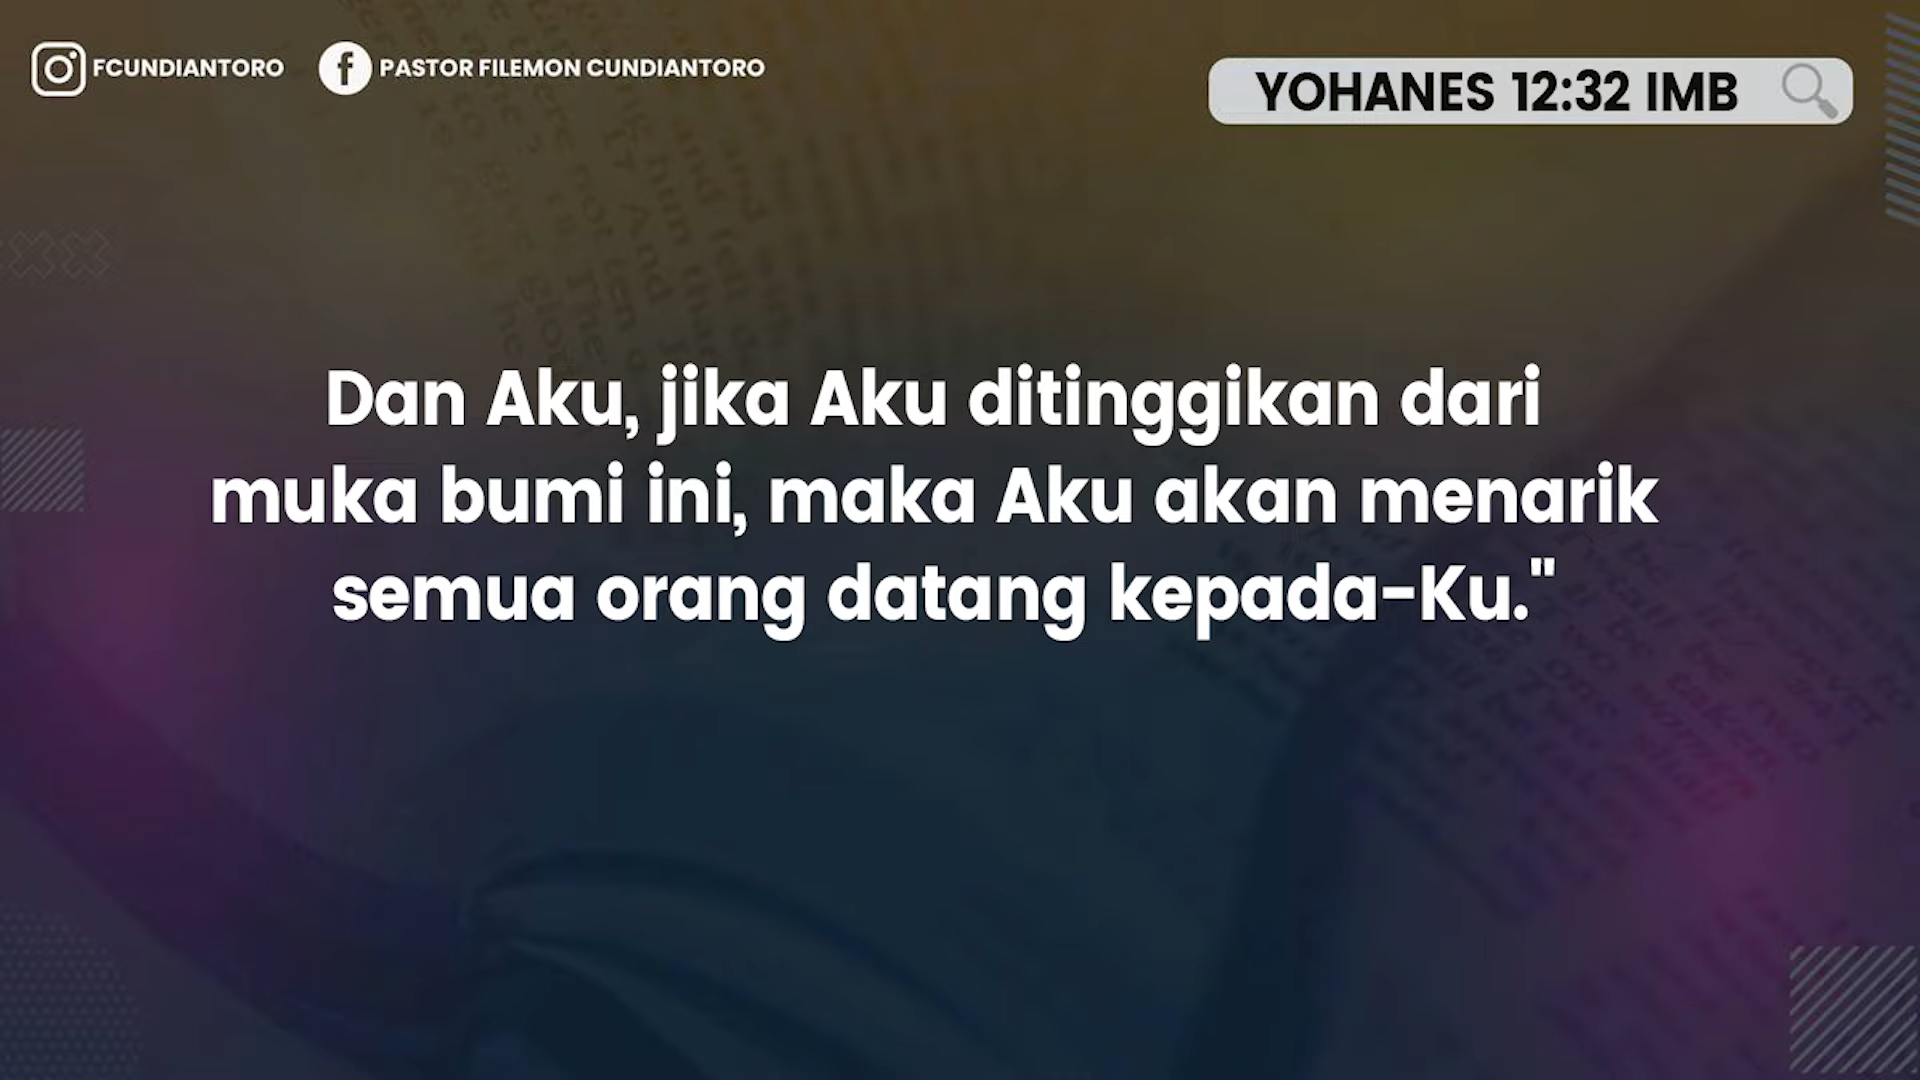 FCUNDIANTORO
PASTOR FILEMON CUNDIANTORO
YOHANES 12:32 IMB
Dan Aku, jika Aku ditinggikan dari
muka bumi ini, maka Aku akan menarik
semua orang datang kepada-Ku."